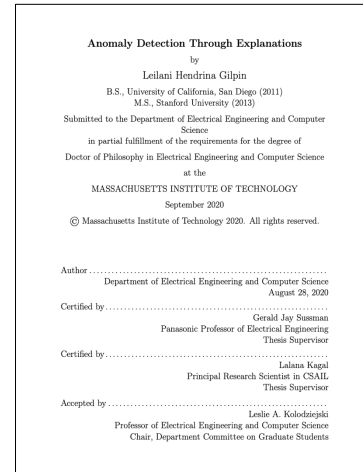 Anomaly Detection Through Explanations
by
Leilani Hendrina Gilpin
B.S., University of California, San Diego (2011)
M.S., Stanford University (2013)
Submitted to the Department of Electrical Engineering and Computer
Science
in partial fulfillment of the requirements for the degree of
Doctor of Philosophy in Electrical Engineering and Computer Science
at the
MASSACHUSETTS INSTITUTE OF TECHNOLOGY
September 2020
© Massachusetts Institute of Technology 2020. All rights reserved.
Author ..................................................................
Department of Electrical Engineering and Computer Science
August 28, 2020
Certified by..............................................................
Gerald Jay Sussman
Panasonic Professor of Electrical Engineering
Thesis Supervisor
Certified by..............................................................
Lalana Kagal
Principal Research Scientist in CSAIL
Thesis Supervisor
Accepted by .............................................................
Leslie A. Kolodziejski
Professor of Electrical Engineering and Computer Science
Chair, Department Committee on Graduate Students